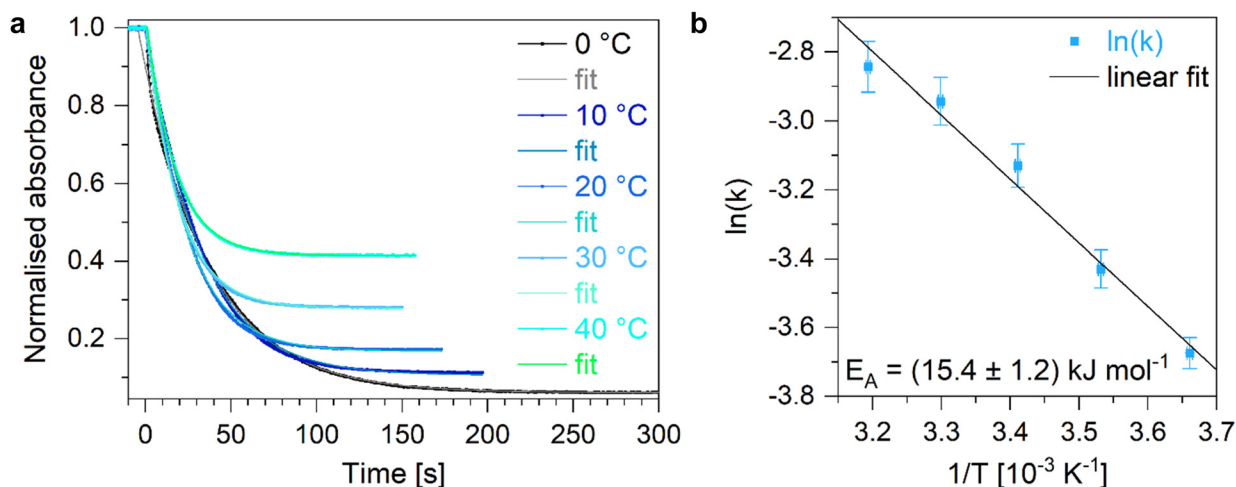 a
Normalised absorbance
1.0
0.8
0.6
0.4
0.2
0 °C
fit
10 °C
fit
20 °C
fit
30 °C
fit
40 °C
fit
0 50 100 150 200 250 300
Time [s]
b
ln(k)
-2.8
-3.0
-3.2
-3.4
-3.6
-3.8
ln(k)
linear fit
E_A = (15.4 ± 1.2) kJ mol⁻¹
3.2 3.3 3.4 3.5 3.6 3.7
1/T [10⁻³ K⁻¹]